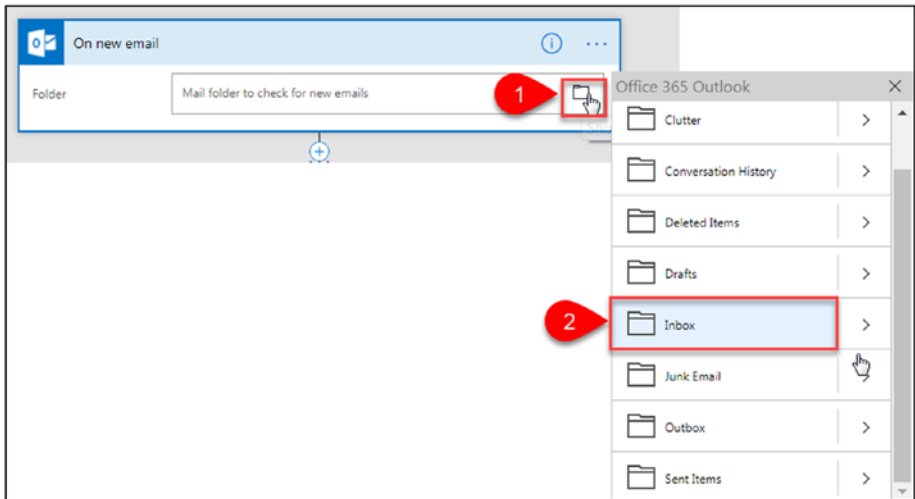 On new email
Folder
Mail folder to check for new emails
1
Office 365 Outlook
Clutter
Conversation History
Deleted Items
Drafts
2
Inbox
Junk Email
Outbox
Sent Items